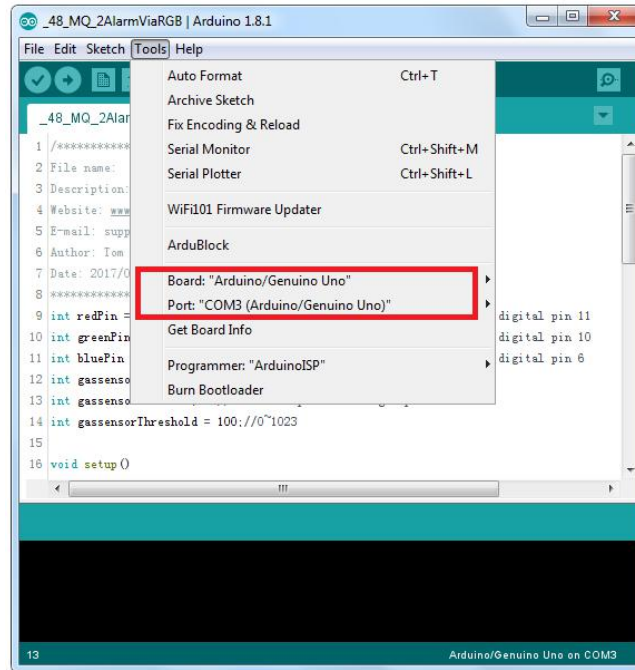 _48_MQ_2AlarmViaRGB | Arduino 1.8.1
File Edit Sketch Tools Help
_48_MQ_2Alar
Auto Format Ctrl+T
Archive Sketch
Fix Encoding & Reload
Serial Monitor Ctrl+Shift+M
Serial Plotter Ctrl+Shift+L
WiFi101 Firmware Updater
ArduBlock
Board: "Arduino/Genuino Uno"
Port: "COM3 (Arduino/Genuino Uno)"
Get Board Info
Programmer: "ArduinoISP"
Burn Bootloader
1 /***********
2 File name:
3 Description:
4 Website: www
5 E-mail: supp
6 Author: Tom
7 Date: 2017/0
8 ************
9 int redPin = digital pin 11
10 int greenPin digital pin 10
11 int bluePin digital pin 6
12 int gassensor
13 int gassenso
14 int gassensorThreshold = 100;//0~1023
15
16 void setup()
13 Arduino/Genuino Uno on COM3